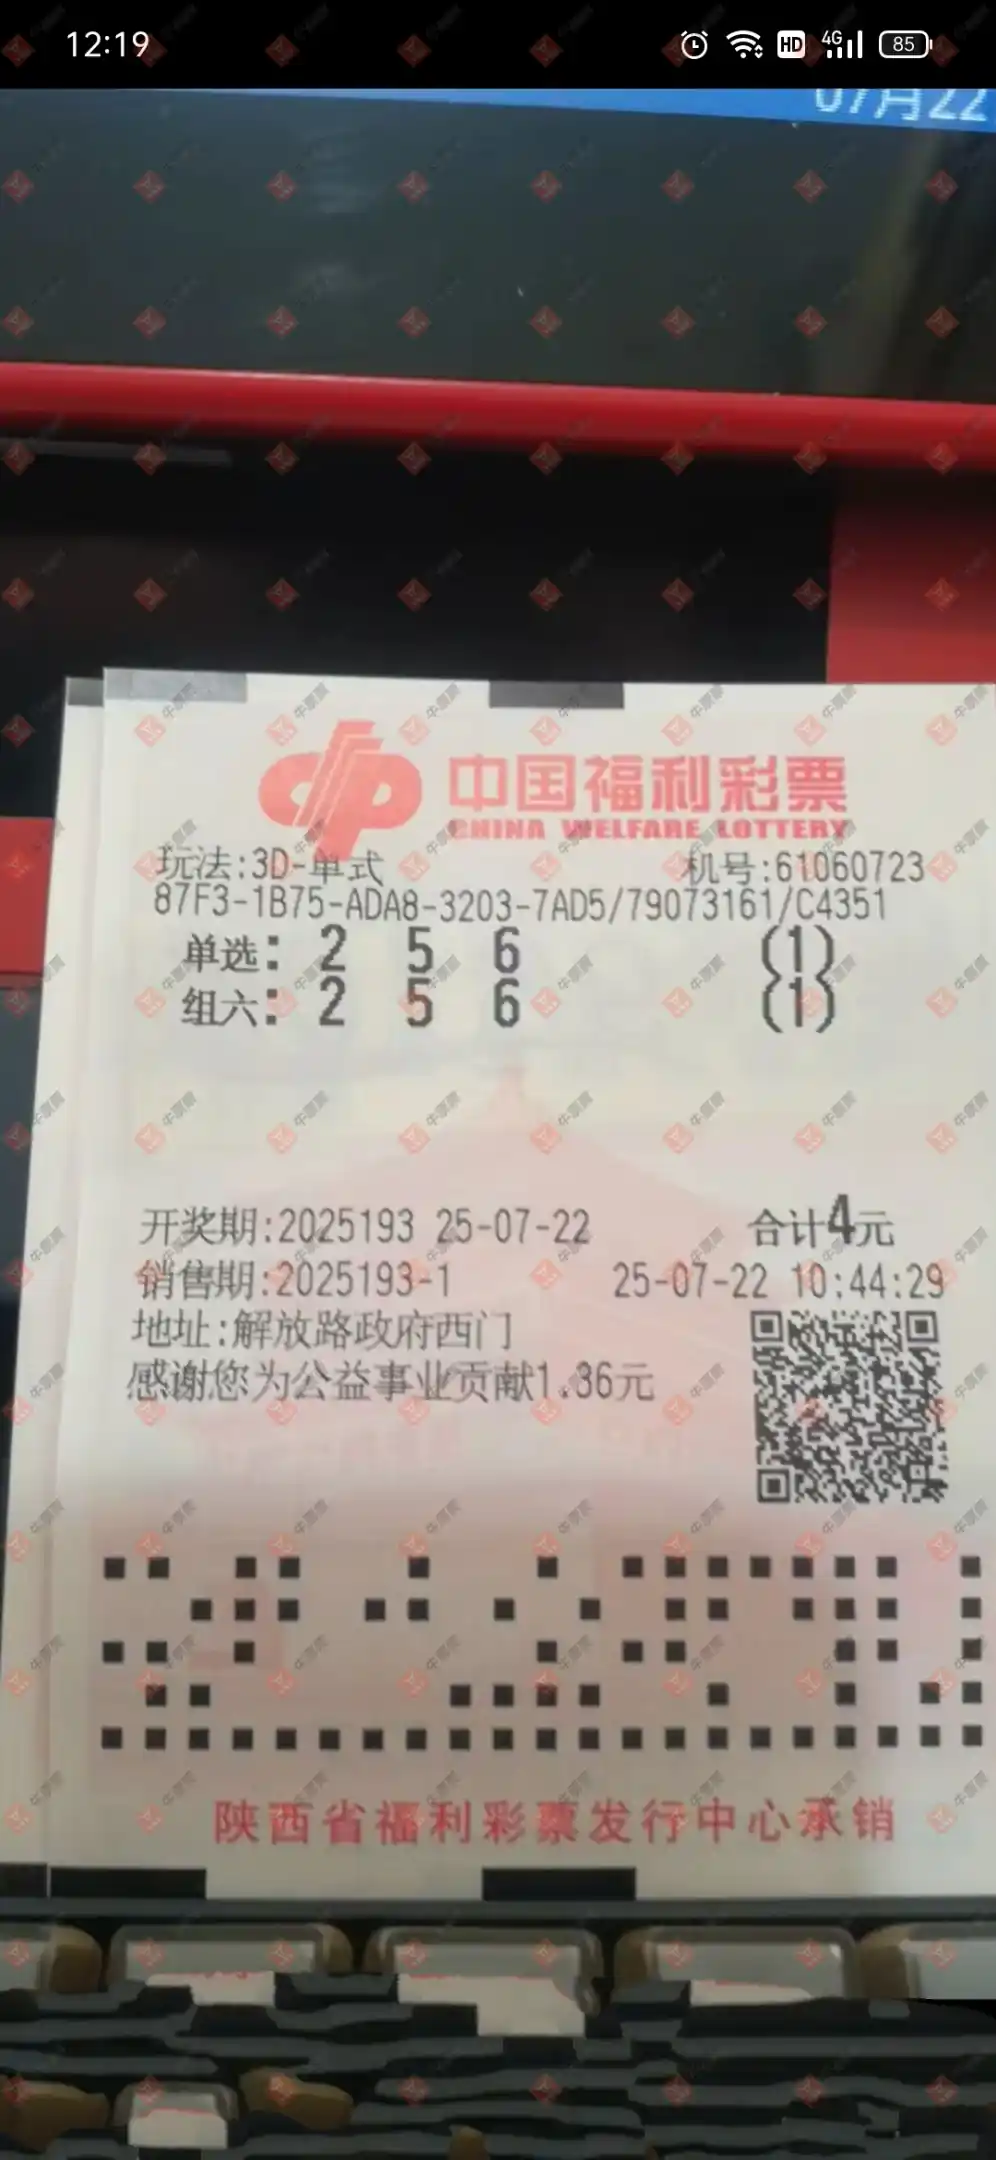 12:19
HD 4G 85
07月22
中国福利彩票
CHINA WELFARE LOTTERY
玩法:3D-单式 机号:61060723
87F3-1B75-ADA8-3203-7AD5/79073161/C4351
单选: 2 5 6 (1)
组六: 2 5 6 (1)
开奖期:2025193 25-07-22 合计4元
销售期:2025193-1 25-07-22 10:44:29
地址:解放路政府西门
感谢您为公益事业贡献1.36元
陕西省福利彩票发行中心承销